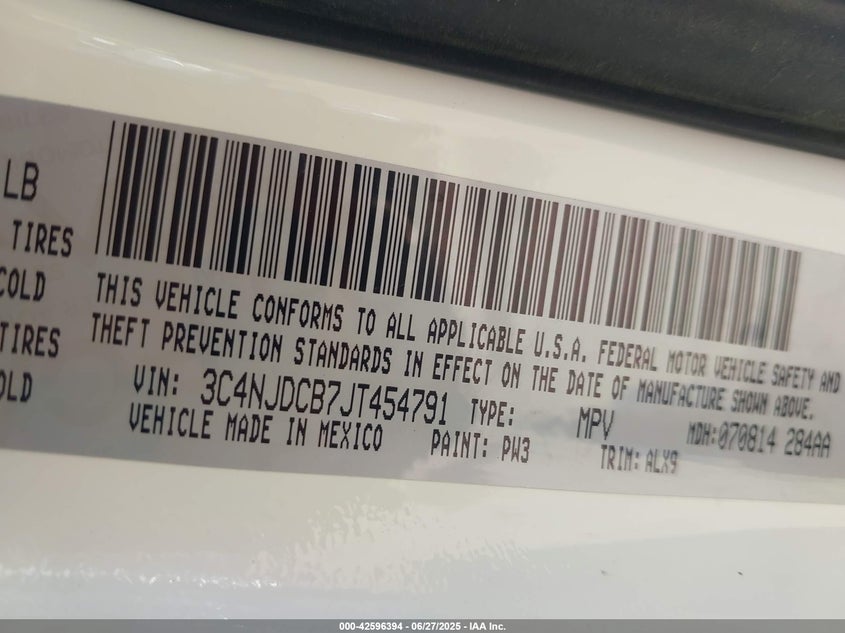 LB
TIRES
COLD
TIRES
OLD
THIS VEHICLE CONFORMS TO ALL APPLICABLE U.S.A. FEDERAL MOTOR VEHICLE SAFETY AND
THEFT PREVENTION STANDARDS IN EFFECT ON THE DATE OF MANUFACTURE SHOWN ABOVE.
VIN: 3C4NJDCB7JT454791 TYPE: MPV MDH:070814 284AA
VEHICLE MADE IN MEXICO PAINT: PW3 TRIM: ALX9
000-42596394 - 06/27/2025 - IAA Inc.